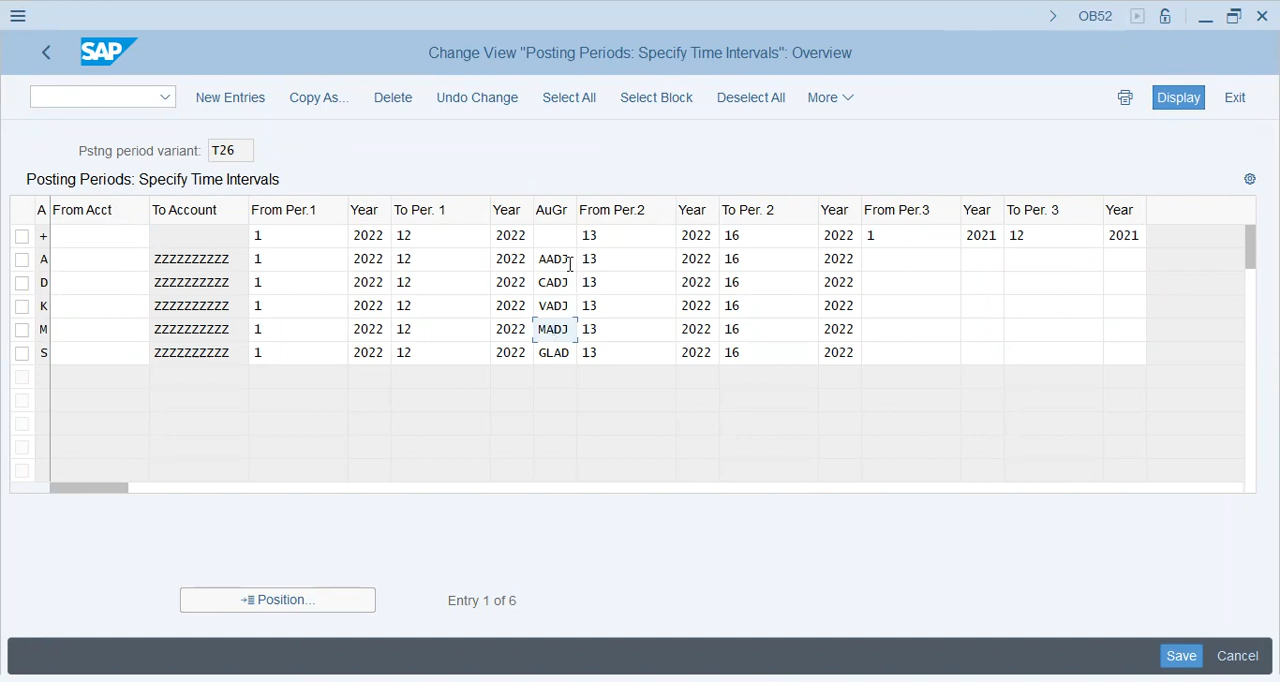 OB52
SAP
Change View "Posting Periods: Specify Time Intervals": Overview
New Entries Copy As... Delete Undo Change Select All Select Block Deselect All More Display Exit
Pstng period variant: T26
Posting Periods: Specify Time Intervals
A From Acct To Account From Per.1 Year To Per. 1 Year AuGr From Per.2 Year To Per. 2 Year From Per.3 Year To Per. 3 Year
+ 1 2022 12 2022 13 2022 16 2022 1 2021 12 2021
A ZZZZZZZZZZ 1 2022 12 2022 AADJ 13 2022 16 2022
D ZZZZZZZZZZ 1 2022 12 2022 CADJ 13 2022 16 2022
K ZZZZZZZZZZ 1 2022 12 2022 VADJ 13 2022 16 2022
M ZZZZZZZZZZ 1 2022 12 2022 MADJ 13 2022 16 2022
S ZZZZZZZZZZ 1 2022 12 2022 GLAD 13 2022 16 2022
Position... Entry 1 of 6
Save Cancel